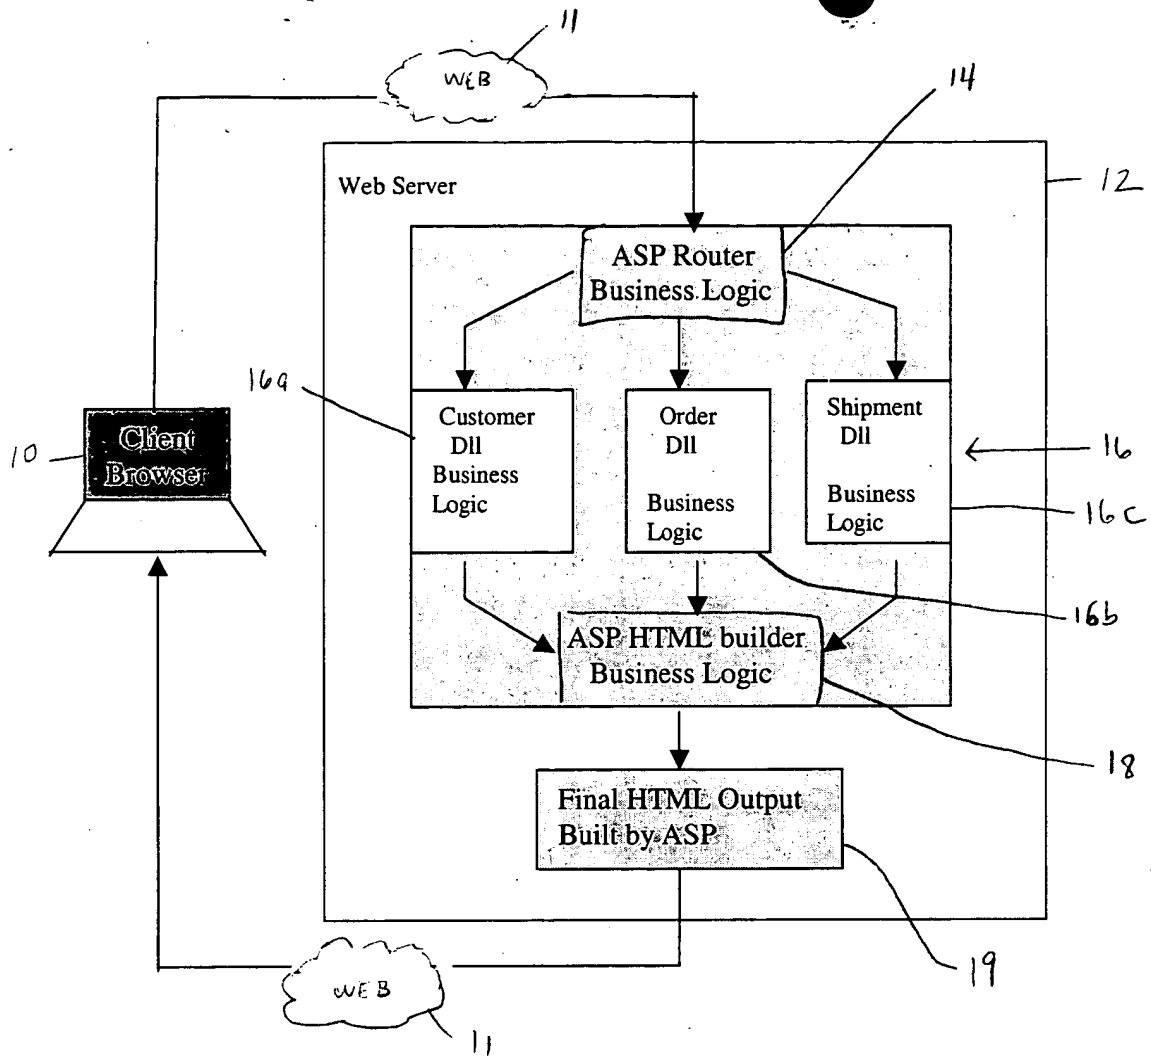 11
WEB
14
12
Web Server
ASP Router
Business Logic
16a
Customer
Dll
Business
Logic
Order
Dll
Business
Logic
Shipment
Dll
Business
Logic
16
16c
10
Client
Browser
16b
ASP HTML builder
Business Logic
18
Final HTML Output
Built by ASP
19
WEB
11